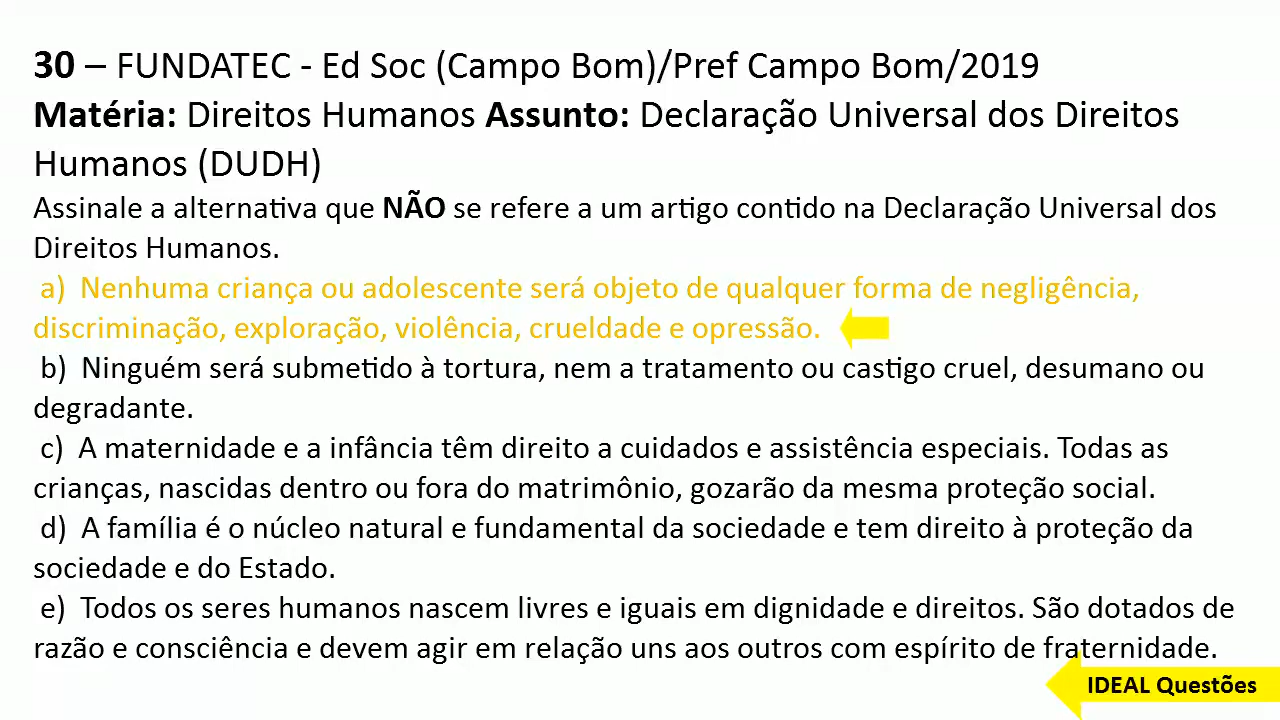 30 – FUNDATEC - Ed Soc (Campo Bom)/Pref Campo Bom/2019
Matéria: Direitos Humanos Assunto: Declaração Universal dos Direitos
Humanos (DUDH)
Assinale a alternativa que NÃO se refere a um artigo contido na Declaração Universal dos
Direitos Humanos.
a) Nenhuma criança ou adolescente será objeto de qualquer forma de negligência,
discriminação, exploração, violência, crueldade e opressão.
b) Ninguém será submetido à tortura, nem a tratamento ou castigo cruel, desumano ou
degradante.
c) A maternidade e a infância têm direito a cuidados e assistência especiais. Todas as
crianças, nascidas dentro ou fora do matrimônio, gozarão da mesma proteção social.
d) A família é o núcleo natural e fundamental da sociedade e tem direito à proteção da
sociedade e do Estado.
e) Todos os seres humanos nascem livres e iguais em dignidade e direitos. São dotados de
razão e consciência e devem agir em relação uns aos outros com espírito de fraternidade.
IDEAL Questões